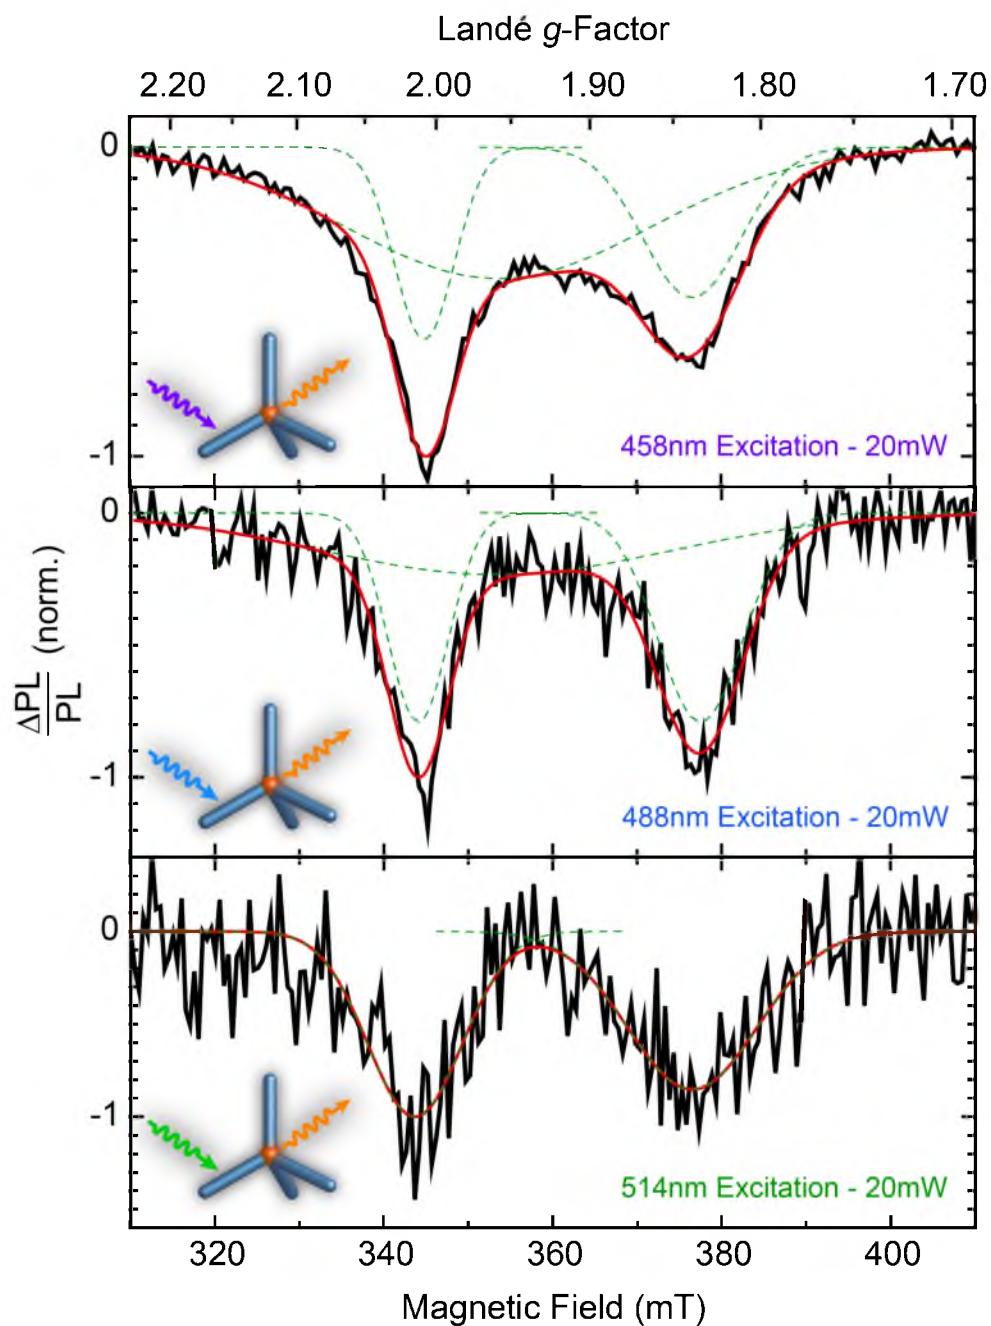 Landé g-Factor
2.20 2.10 2.00 1.90 1.80 1.70
0
-1
458nm Excitation - 20mW
0
-1
488nm Excitation - 20mW
ΔPL
PL
(norm.)
0
-1
514nm Excitation - 20mW
320 340 360 380 400
Magnetic Field (mT)